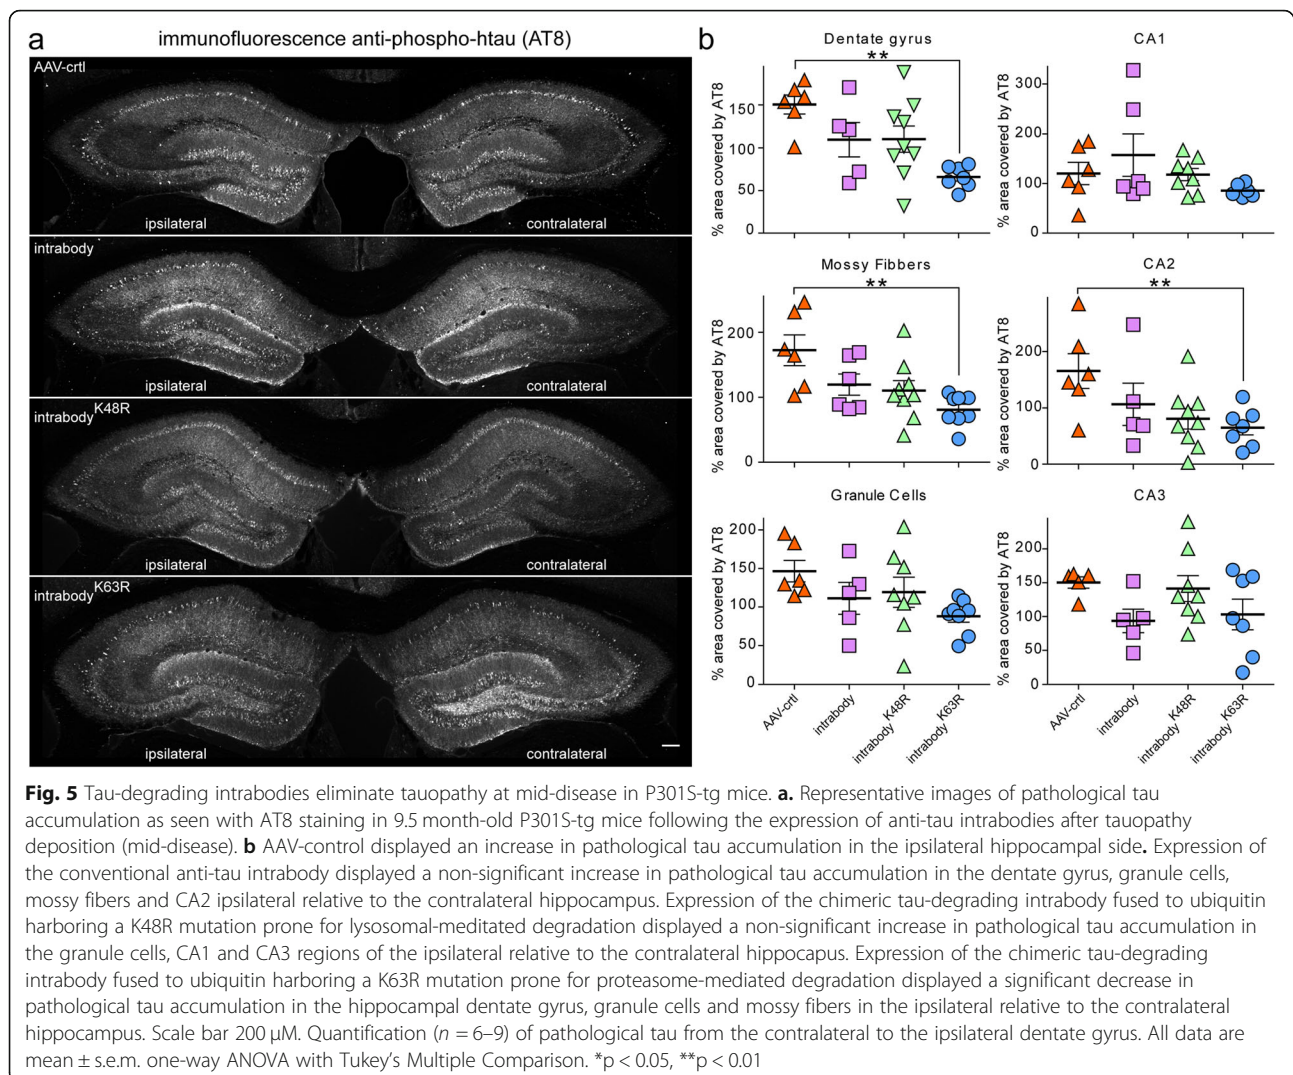 a
immunofluorescence anti-phospho-htau (AT8)
AAV-crtl
ipsilateral
contralateral
intrabody
ipsilateral
contralateral
intrabodyK48R
ipsilateral
contralateral
intrabodyK63R
ipsilateral
contralateral
b
Dentate gyrus
**
% area covered by AT8
150
100
50
0
CA1
% area covered by AT8
300
200
100
0
Mossy Fibbers
**
% area covered by AT8
200
100
0
CA2
**
% area covered by AT8
200
100
0
Granule Cells
% area covered by AT8
200
150
100
50
0
AAV-crtl
intrabody
intrabody K48R
intrabody K63R
CA3
% area covered by AT8
200
150
100
50
0
AAV-crtl
intrabody
intrabody K48R
intrabody K63R
Fig. 5 Tau-degrading intrabodies eliminate tauopathy at mid-disease in P301S-tg mice. a. Representative images of pathological tau
accumulation as seen with AT8 staining in 9.5 month-old P301S-tg mice following the expression of anti-tau intrabodies after tauopathy
deposition (mid-disease). b AAV-control displayed an increase in pathological tau accumulation in the ipsilateral hippocampal side. Expression of
the conventional anti-tau intrabody displayed a non-significant increase in pathological tau accumulation in the dentate gyrus, granule cells,
mossy fibers and CA2 ipsilateral relative to the contralateral hippocampus. Expression of the chimeric tau-degrading intrabody fused to ubiquitin
harboring a K48R mutation prone for lysosomal-meditated degradation displayed a non-significant increase in pathological tau accumulation in
the granule cells, CA1 and CA3 regions of the ipsilateral relative to the contralateral hippocapus. Expression of the chimeric tau-degrading
intrabody fused to ubiquitin harboring a K63R mutation prone for proteasome-mediated degradation displayed a significant decrease in
pathological tau accumulation in the hippocampal dentate gyrus, granule cells and mossy fibers in the ipsilateral relative to the contralateral
hippocampus. Scale bar 200 μM. Quantification (n = 6–9) of pathological tau from the contralateral to the ipsilateral dentate gyrus. All data are
mean ± s.e.m. one-way ANOVA with Tukey's Multiple Comparison. *p < 0.05, **p < 0.01